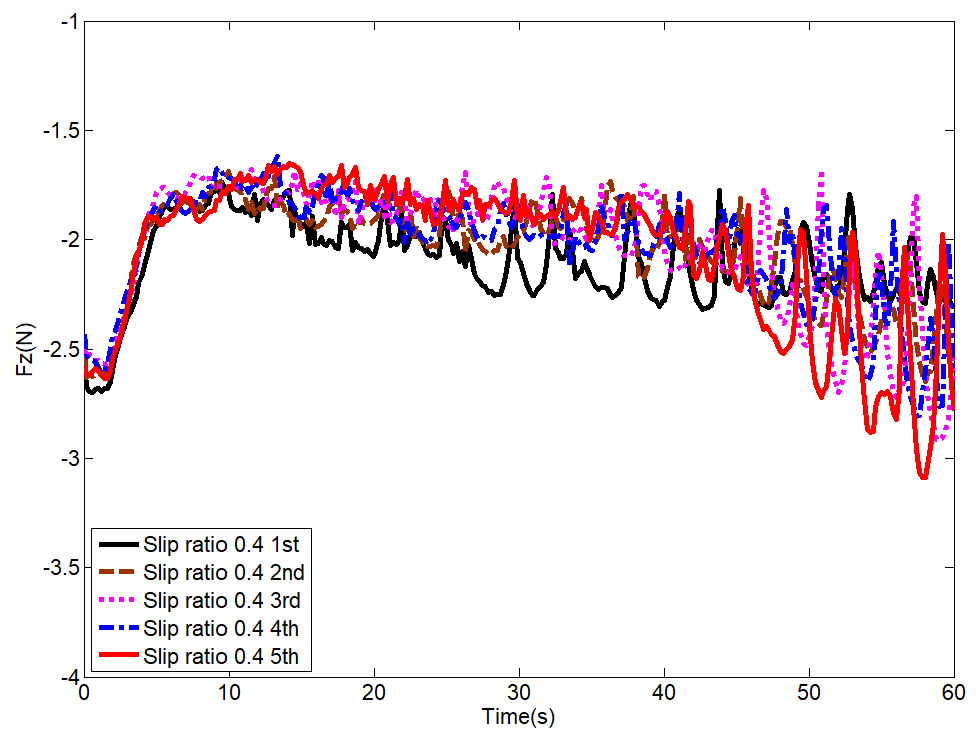 -1
-1.5
-2
-2.5
-3
-3.5
-4
Fz(N)
Slip ratio 0.4 1st
Slip ratio 0.4 2nd
Slip ratio 0.4 3rd
Slip ratio 0.4 4th
Slip ratio 0.4 5th
0 10 20 30 40 50 60
Time(s)